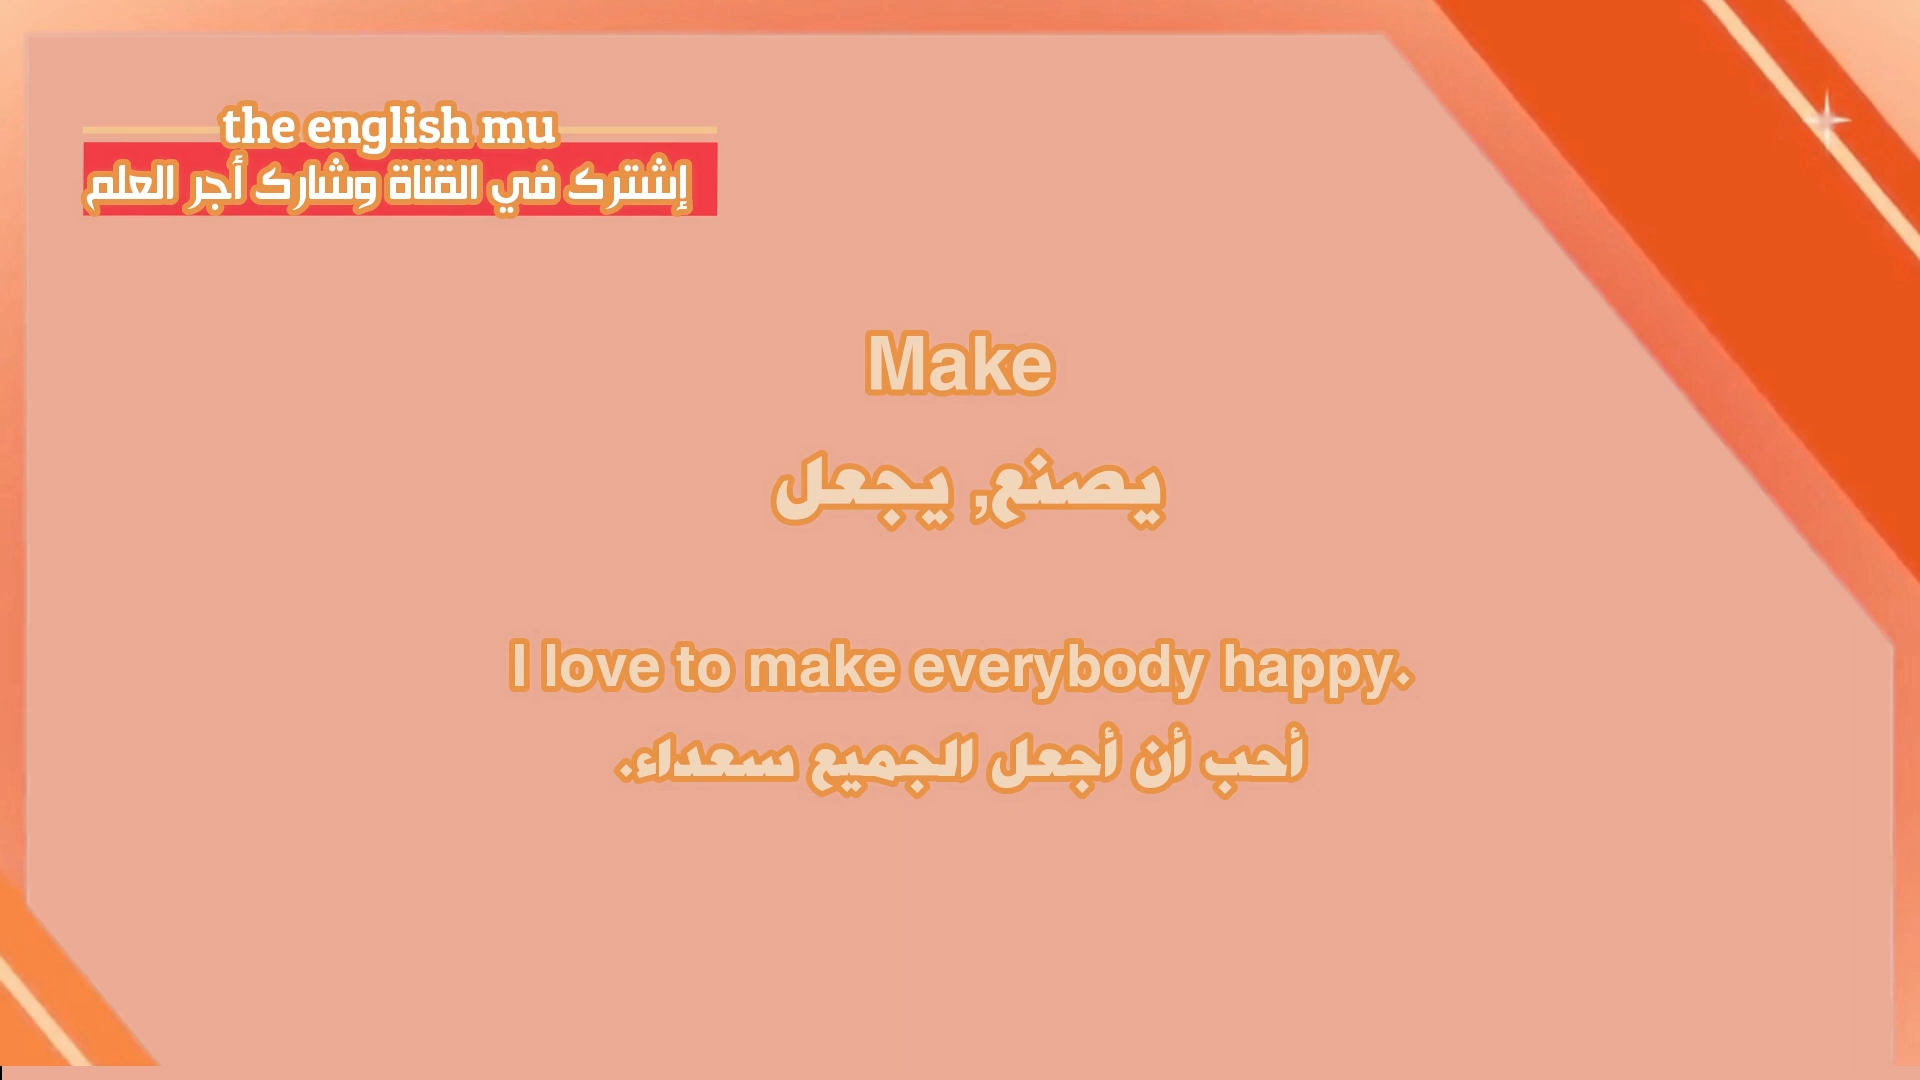 the english mu
إشترك في القناة وشارك أجر العلم
Make
يصنع, يجعل
I love to make everybody happy.
أحب أن أجعل الجميع سعداء.